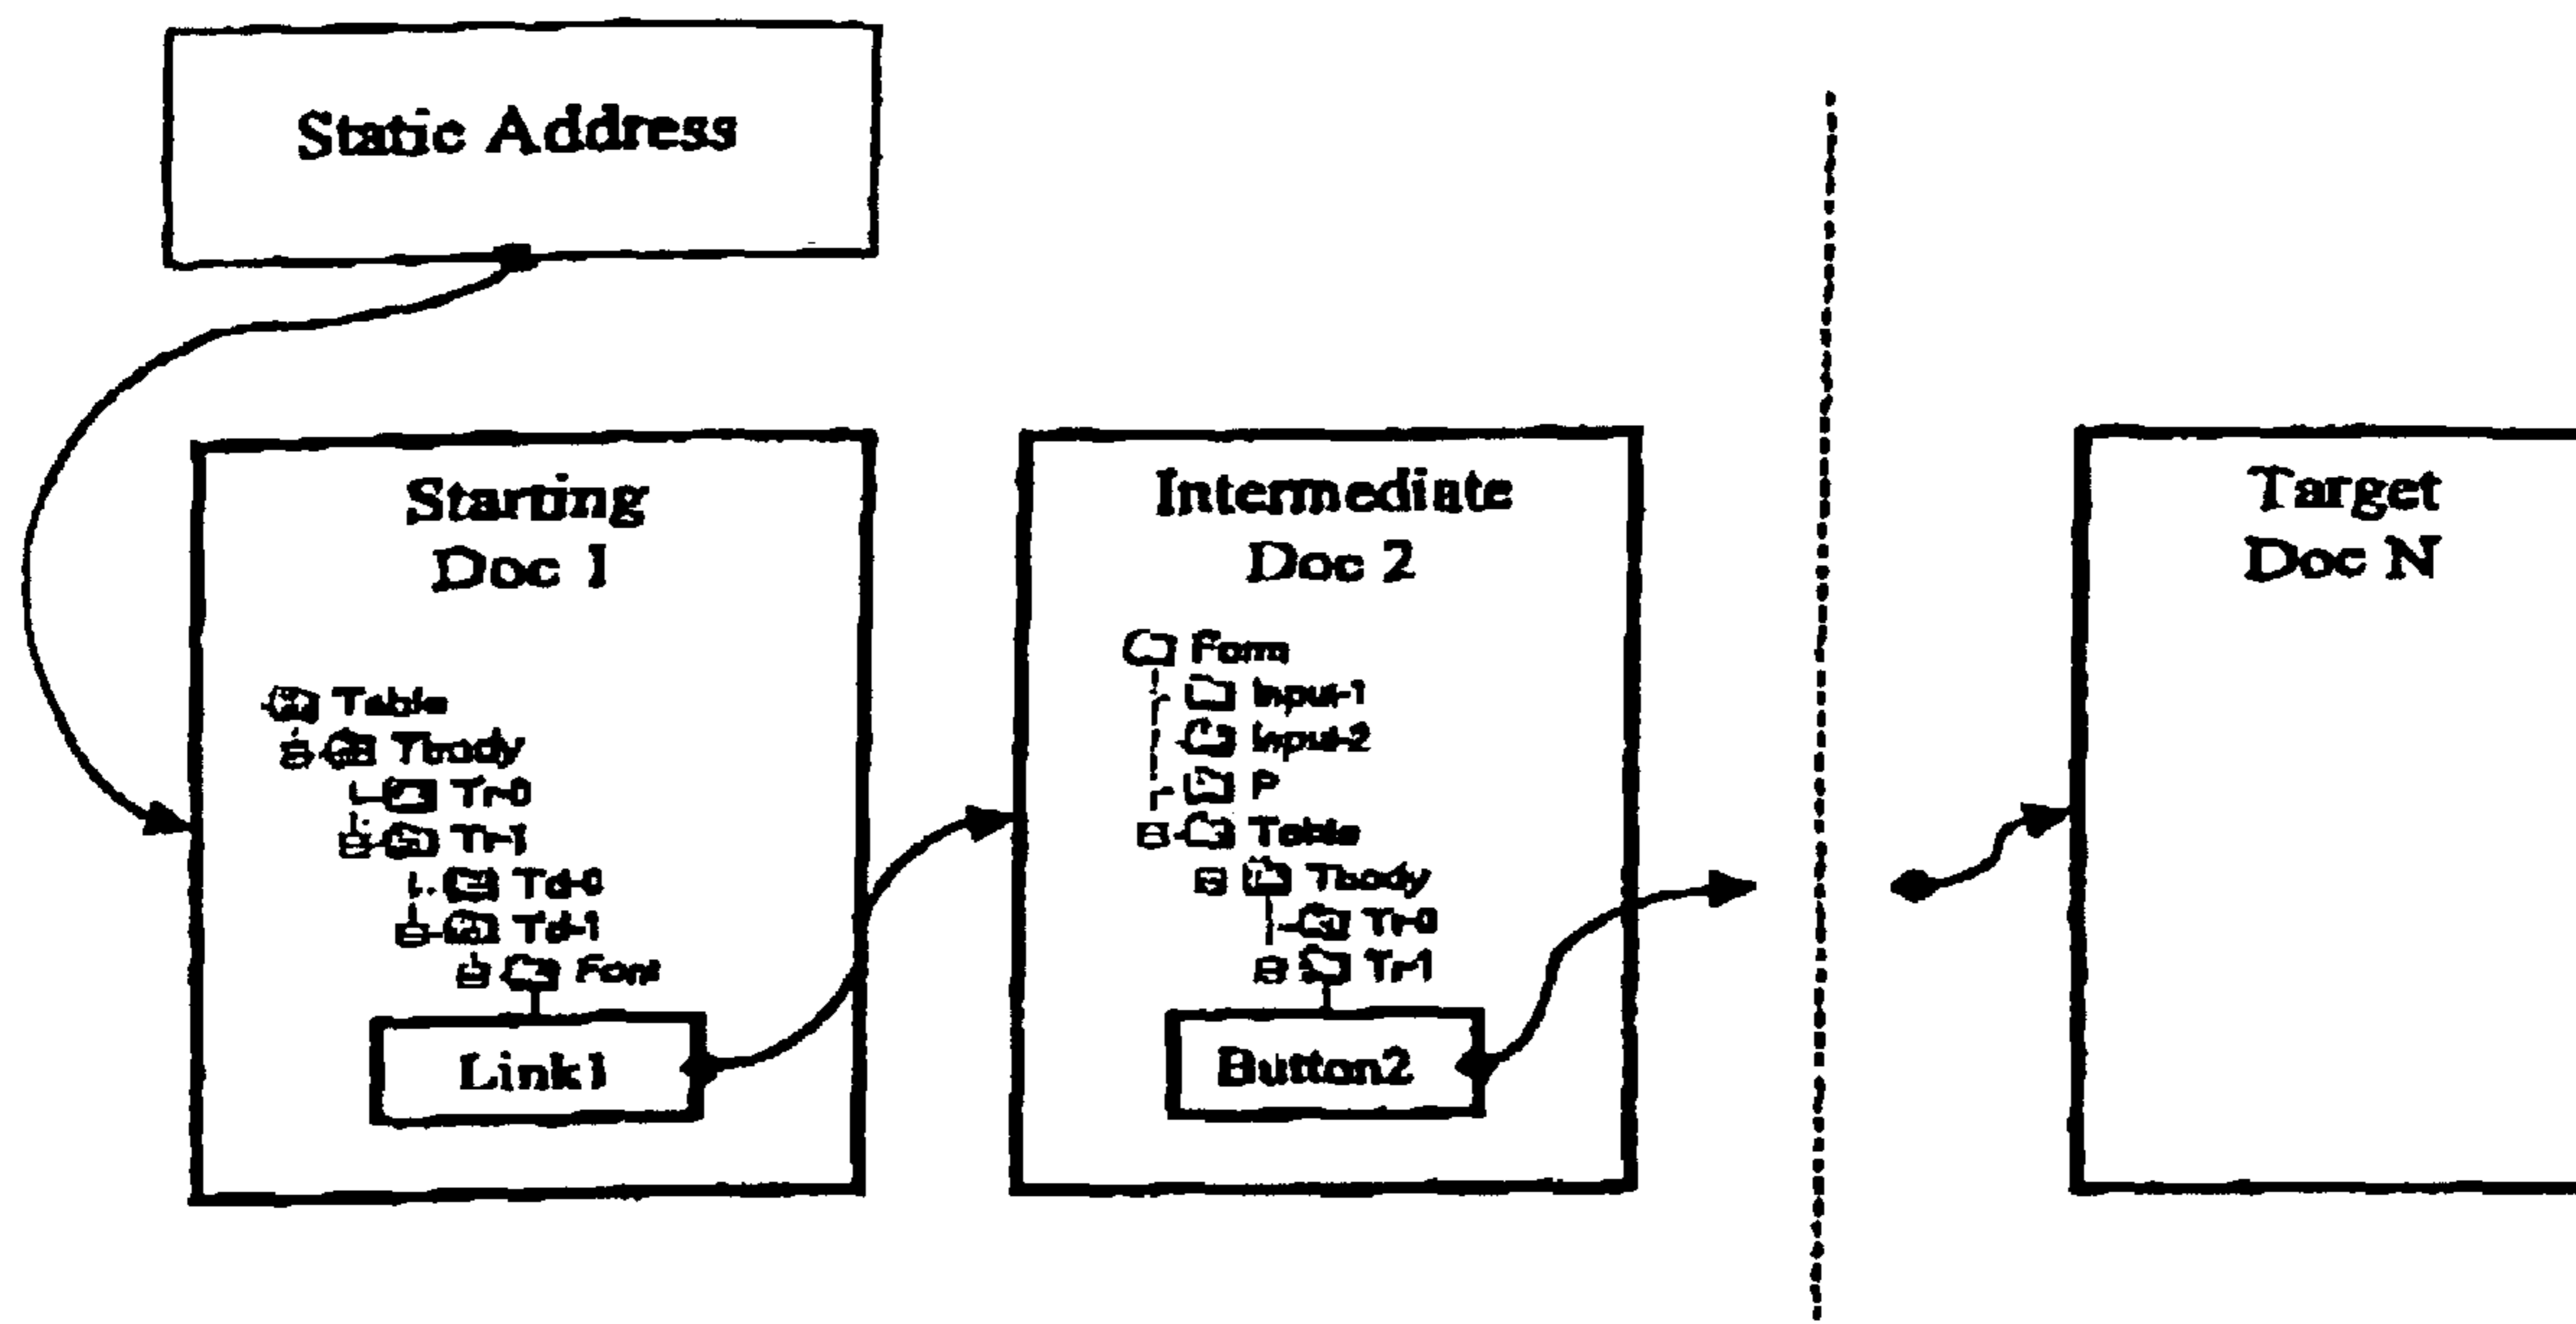 Static Address
Starting
Doc 1
Table
Tbody
Tr-0
Tr-1
Td-0
Td-1
Font
Link1
Intermediate
Doc 2
Form
Input-1
Input-2
P
Table
Tbody
Tr-0
Tr-1
Button2
Target
Doc N